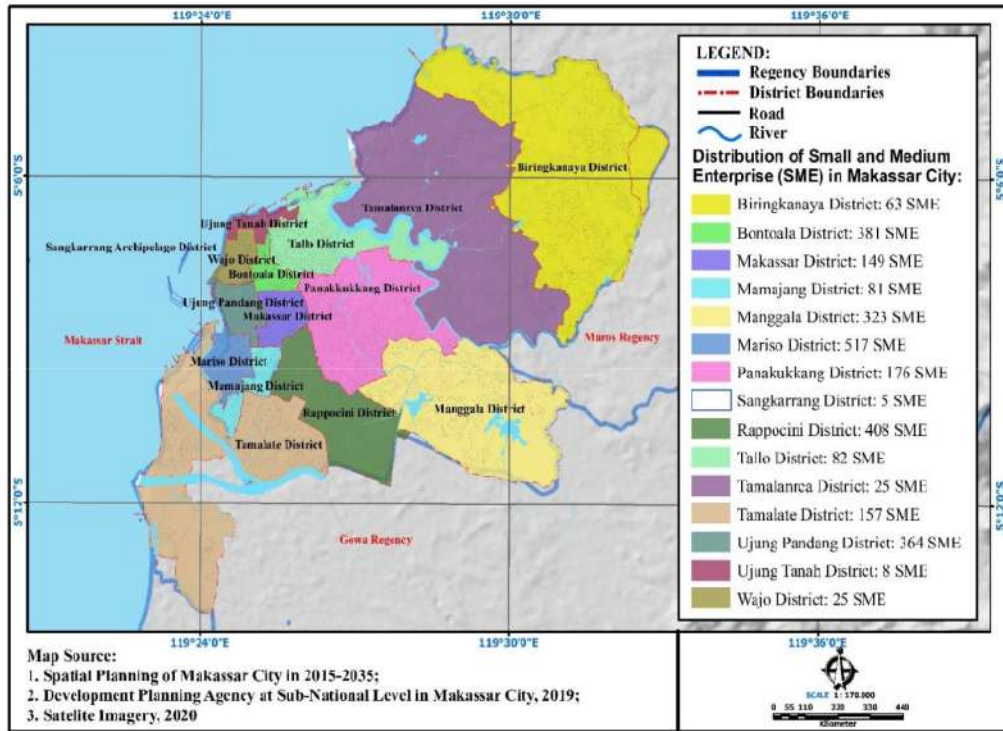 119°24'0"E
119°30'0"E
119°36'0"E
5°6'0"S
5°6'0"S
5°12'0"S
5°12'0"S
Biringkanaya District
Tamalanrea District
Ujung Tanah District
Sangkarrang Archipelago District
Tallo District
Wajo District
Bontoala District
Panakkukkang District
Ujung Pandang District
Makassar District
Makassar Strait
Maros Regency
Mariso District
Mamajang District
Rappocini District
Manggala District
Tamalate District
Gowa Regency
119°24'0"E
119°30'0"E
119°36'0"E
LEGEND:
Regency Boundaries
District Boundaries
Road
River
Distribution of Small and Medium
Enterprise (SME) in Makassar City:
Biringkanaya District: 63 SME
Bontoala District: 381 SME
Makassar District: 149 SME
Mamajang District: 81 SME
Manggala District: 323 SME
Mariso District: 517 SME
Panakukkang District: 176 SME
Sangkarrang District: 5 SME
Rappocini District: 408 SME
Tallo District: 82 SME
Tamalanrea District: 25 SME
Tamalate District: 157 SME
Ujung Pandang District: 364 SME
Ujung Tanah District: 8 SME
Wajo District: 25 SME
Map Source:
1. Spatial Planning of Makassar City in 2015-2035;
2. Development Planning Agency at Sub-National Level in Makassar City, 2019;
3. Satelite Imagery, 2020
SCALE 1: 170.000
0 55 110 220 330 440
Kilometer